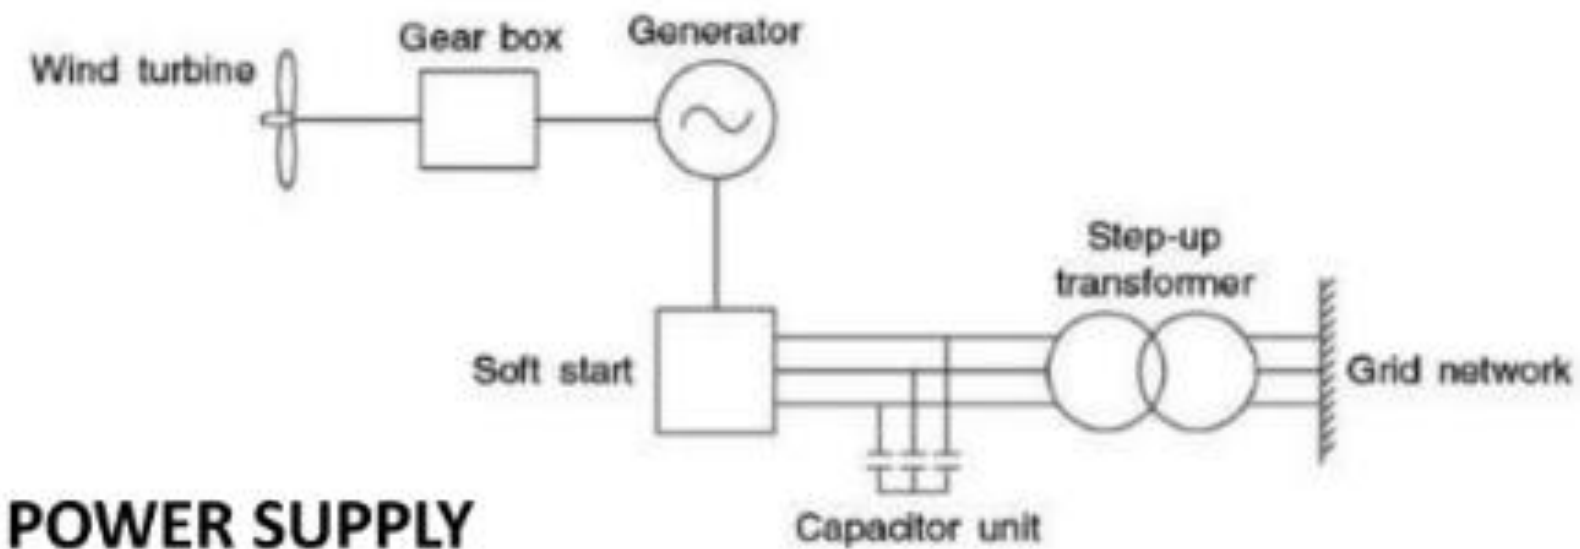 Wind turbine
Gear box
Generator
Step-up
transformer
Soft start
Grid network
Capacitor unit
POWER SUPPLY